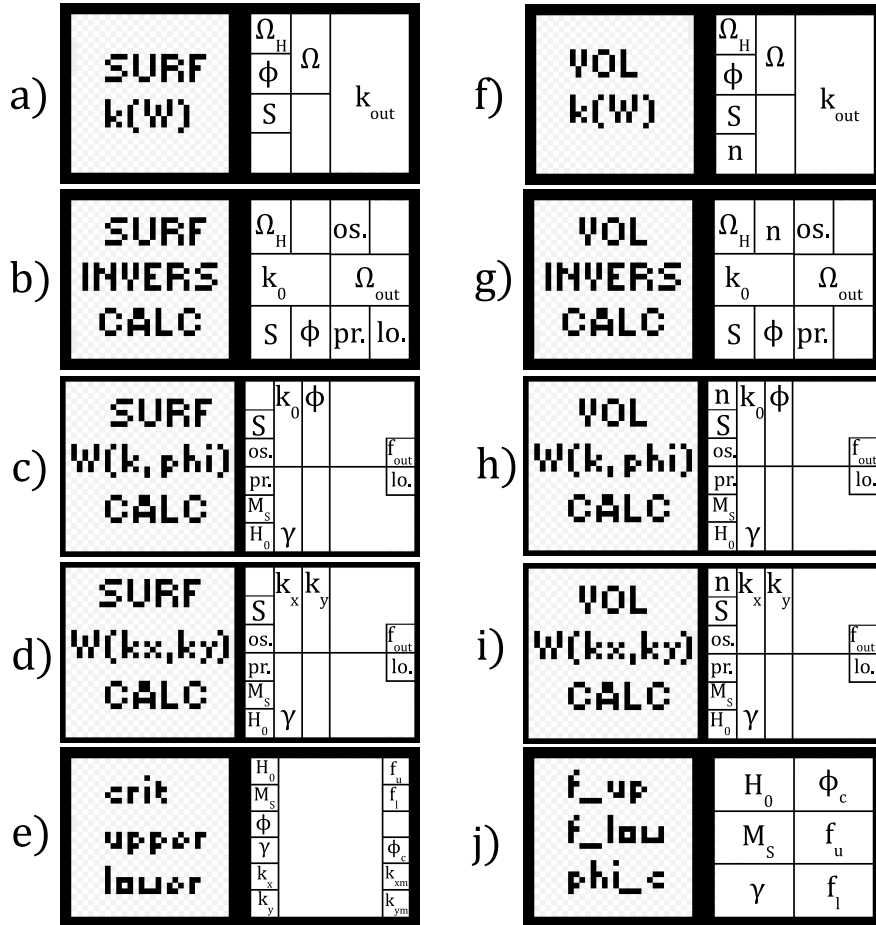 a)
SURF
k(W)
Ω_H
ϕ
Ω
S
k_out
b)
SURF
INVERS
CALC
Ω_H
os.
k_0
Ω_out
S ϕ pr. lo.
c)
SURF
W(k,phi)
CALC
k_0 ϕ
S
os.
f_out
pr.
lo.
M_S
H_0 γ
d)
SURF
W(kx,ky)
CALC
k_x k_y
S
os.
f_out
pr.
lo.
M_S
H_0 γ
e)
crit
upper
lower
H_0
f_u
M_S
f_l
ϕ
γ
ϕ_c
k_x
k_xm
k_y
k_ym
f)
VOL
k(W)
Ω_H
ϕ
Ω
S
n
k_out
g)
VOL
INVERS
CALC
Ω_H n os.
k_0
Ω_out
S ϕ pr.
h)
VOL
W(k,phi)
CALC
n k_0 ϕ
S
os.
f_out
pr.
lo.
M_S
H_0 γ
i)
VOL
W(kx,ky)
CALC
n k_x k_y
S
os.
f_out
pr.
lo.
M_S
H_0 γ
j)
f_up
f_low
phi_c
H_0
ϕ_c
M_S
f_u
γ
f_l